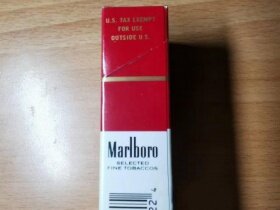 U.S. TAX EXEMPT
FOR USE
OUTSIDE U.S.
Marlboro
SELECTED
FINE TOBACCOS